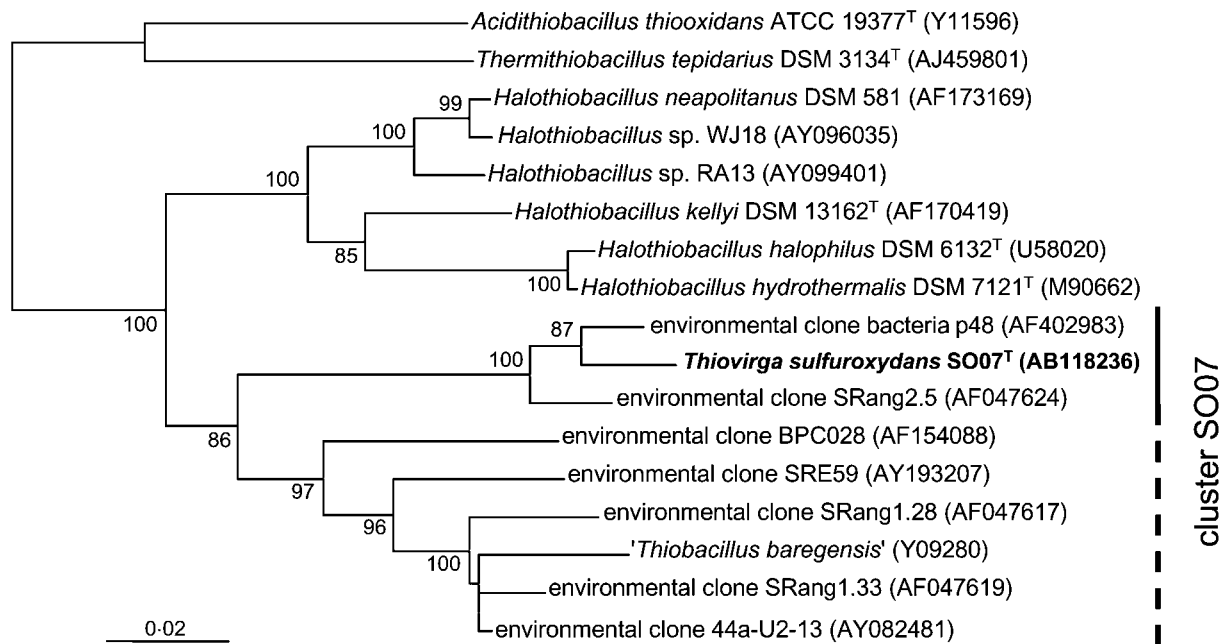 Acidithiobacillus thiooxidans ATCC 19377ᵀ (Y11596)
Thermithiobacillus tepidarius DSM 3134ᵀ (AJ459801)
99
Halothiobacillus neapolitanus DSM 581 (AF173169)
100
Halothiobacillus sp. WJ18 (AY096035)
Halothiobacillus sp. RA13 (AY099401)
100
Halothiobacillus kellyi DSM 13162ᵀ (AF170419)
85
Halothiobacillus halophilus DSM 6132ᵀ (U58020)
100
Halothiobacillus hydrothermalis DSM 7121ᵀ (M90662)
100
environmental clone bacteria p48 (AF402983)
87
100
Thiovirga sulfuroxydans SO07ᵀ (AB118236)
environmental clone SRang2.5 (AF047624)
86
environmental clone BPC028 (AF154088)
environmental clone SRE59 (AY193207)
97
environmental clone SRang1.28 (AF047617)
96
'Thiobacillus baregensis' (Y09280)
100
environmental clone SRang1.33 (AF047619)
environmental clone 44a-U2-13 (AY082481)
0·02
cluster SO07